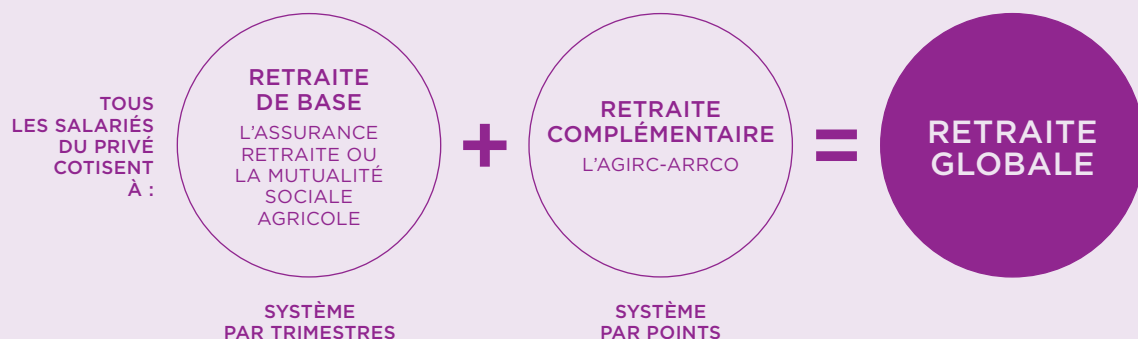 TOUS
LES SALARIÉS
DU PRIVÉ
COTISENT
À :
RETRAITE
DE BASE
L'ASSURANCE
RETRAITE OU
LA MUTUALITÉ
SOCIALE
AGRICOLE
SYSTÈME
PAR TRIMESTRES
+
RETRAITE
COMPLÉMENTAIRE
L'AGIRC-ARRCO
SYSTÈME
PAR POINTS
=
RETRAITE
GLOBALE